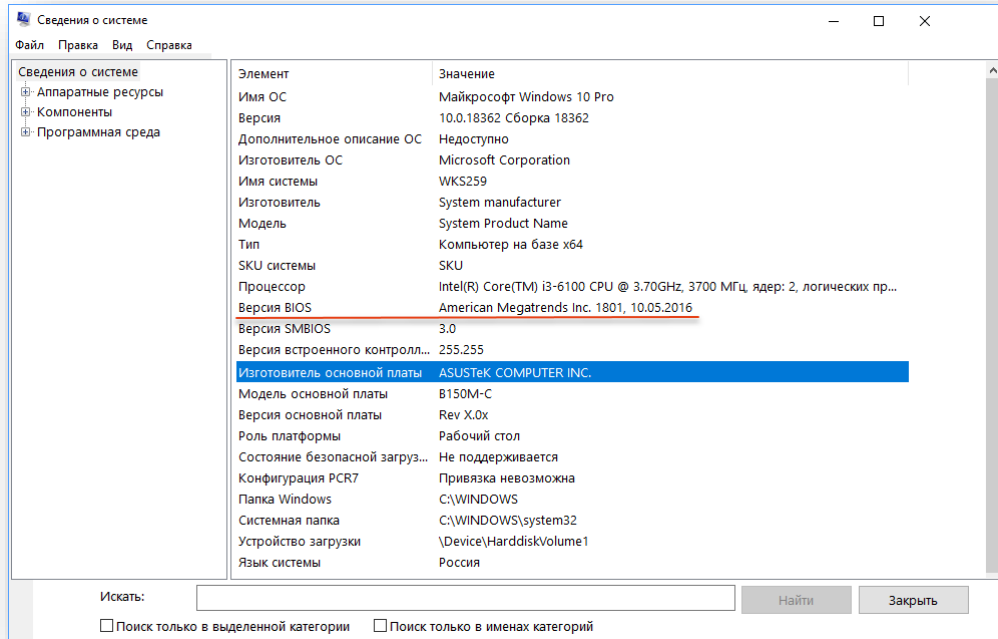 Сведения о системе
Файл Правка Вид Справка
Сведения о системе
Аппаратные ресурсы
Компоненты
Программная среда
Элемент Значение
Имя ОС Майкрософт Windows 10 Pro
Версия 10.0.18362 Сборка 18362
Дополнительное описание ОС Недоступно
Изготовитель ОС Microsoft Corporation
Имя системы WKS259
Изготовитель System manufacturer
Модель System Product Name
Тип Компьютер на базе x64
SKU системы SKU
Процессор Intel(R) Core(TM) i3-6100 CPU @ 3.70GHz, 3700 МГц, ядер: 2, логических пр...
Версия BIOS American Megatrends Inc. 1801, 10.05.2016
Версия SMBIOS 3.0
Версия встроенного контролл... 255.255
Изготовитель основной платы ASUSTeK COMPUTER INC.
Модель основной платы B150M-C
Версия основной платы Rev X.0x
Роль платформы Рабочий стол
Состояние безопасной загруз... Не поддерживается
Конфигурация PCR7 Привязка невозможна
Папка Windows C:\WINDOWS
Системная папка C:\WINDOWS\system32
Устройство загрузки \Device\HarddiskVolume1
Язык системы Россия
Искать: Найти Закрыть
Поиск только в выделенной категории Поиск только в именах категорий